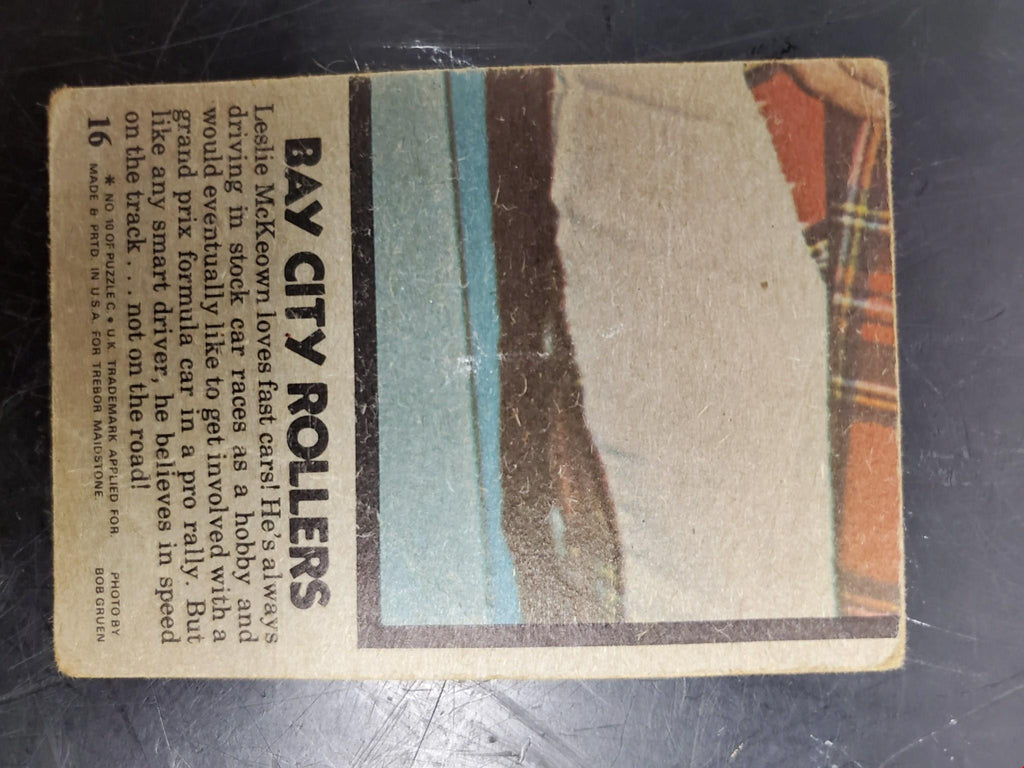 BAY CITY ROLLERS
Leslie McKeown loves fast cars! He's always
driving in stock car races as a hobby and
would eventually like to get involved with a
grand prix formula car in a pro rally. But
like any smart driver, he believes in speed
on the track . . . not on the road!
16 * NO 10 OF PUZZLE C. • U.K. TRADEMARK APPLIED FOR. PHOTO BY
MADE & PRTD. IN U.S.A. FOR TREBOR MAIDSTONE. BOB GRUEN